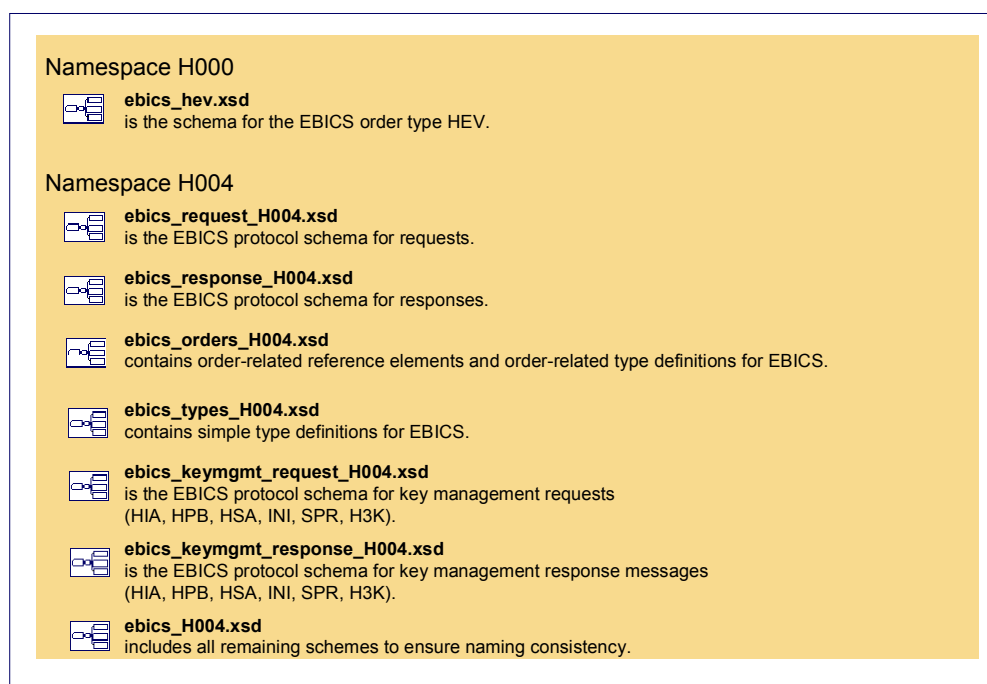 Namespace H000
ebics_hev.xsd
is the schema for the EBICS order type HEV.
Namespace H004
ebics_request_H004.xsd
is the EBICS protocol schema for requests.
ebics_response_H004.xsd
is the EBICS protocol schema for responses.
ebics_orders_H004.xsd
contains order-related reference elements and order-related type definitions for EBICS.
ebics_types_H004.xsd
contains simple type definitions for EBICS.
ebics_keymgmt_request_H004.xsd
is the EBICS protocol schema for key management requests
(HIA, HPB, HSA, INI, SPR, H3K).
ebics_keymgmt_response_H004.xsd
is the EBICS protocol schema for key management response messages
(HIA, HPB, HSA, INI, SPR, H3K).
ebics_H004.xsd
includes all remaining schemes to ensure naming consistency.